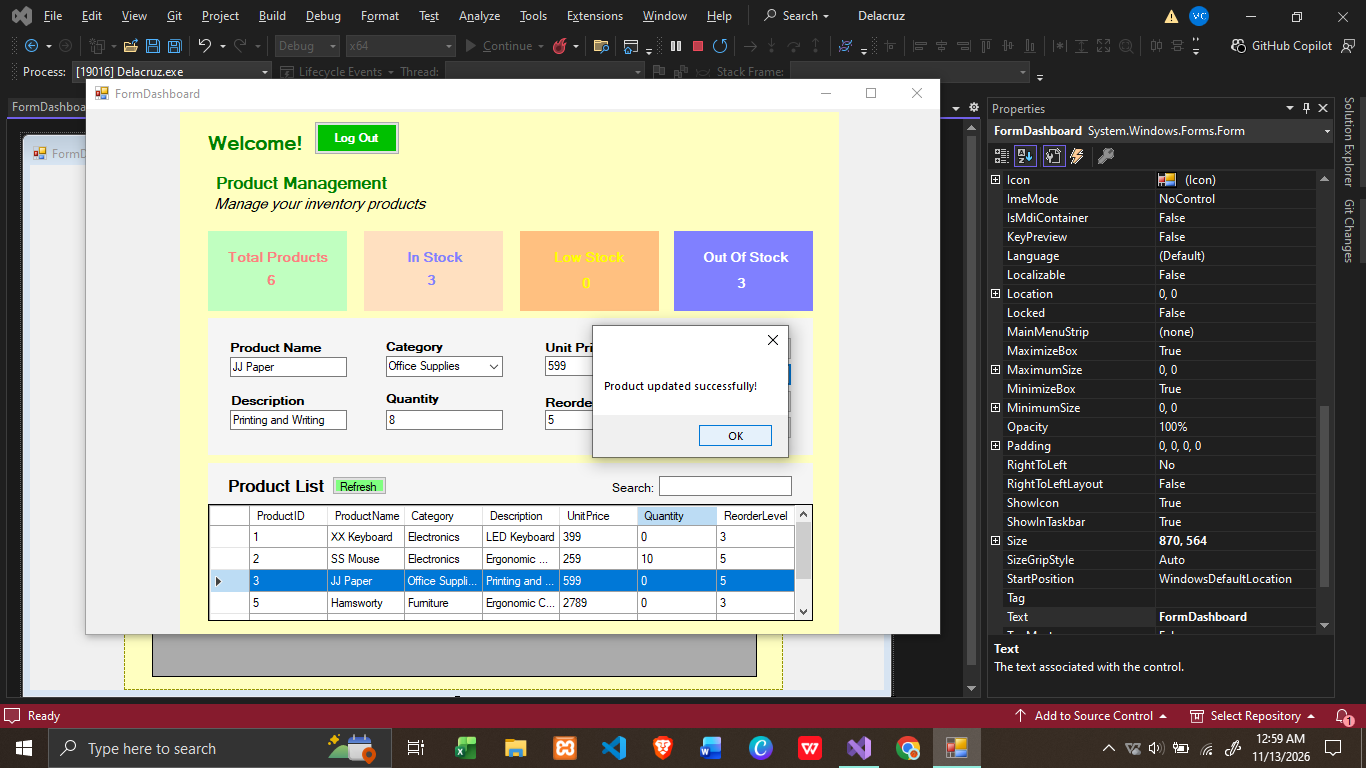 File Edit View Git Project Build Debug Format Test Analyze Tools Extensions Window Help Search Delacruz MC
Debug x64 Continue GitHub Copilot
Process: [19016] Delacruz.exe Lifecycle Events Thread: Stack Frame:
FormDashboa
FormD
FormDashboard
Welcome! Log Out
Product Management
Manage your inventory products
Total Products In Stock Low Stock Out Of Stock
6 3 0 3
Product Name Category Unit Pri
JJ Paper Office Supplies 599
Description Quantity Reorde
Printing and Writing 8 5
Product updated successfully!
OK
Product List Refresh Search:
ProductID ProductName Category Description UnitPrice Quantity ReorderLevel
1 XX Keyboard Electronics LED Keyboard 399 0 3
2 SS Mouse Electronics Ergonomic ... 259 10 5
3 JJ Paper Office Suppli... Printing and ... 599 0 5
5 Hamsworty Furniture Ergonomic C... 2789 0 3
Properties
FormDashboard System.Windows.Forms.Form
Icon (Icon)
ImeMode NoControl
IsMdiContainer False
KeyPreview False
Language (Default)
Localizable False
Location 0, 0
Locked False
MainMenuStrip (none)
MaximizeBox True
MaximumSize 0, 0
MinimizeBox True
MinimumSize 0, 0
Opacity 100%
Padding 0, 0, 0, 0
RightToLeft No
RightToLeftLayout False
ShowIcon True
ShowInTaskbar True
Size 870, 564
SizeGripStyle Auto
StartPosition WindowsDefaultLocation
Tag
Text FormDashboard
Text
The text associated with the control.
Solution Explorer
Git Changes
Ready Add to Source Control Select Repository 1
Type here to search
12:59 AM
11/13/2026